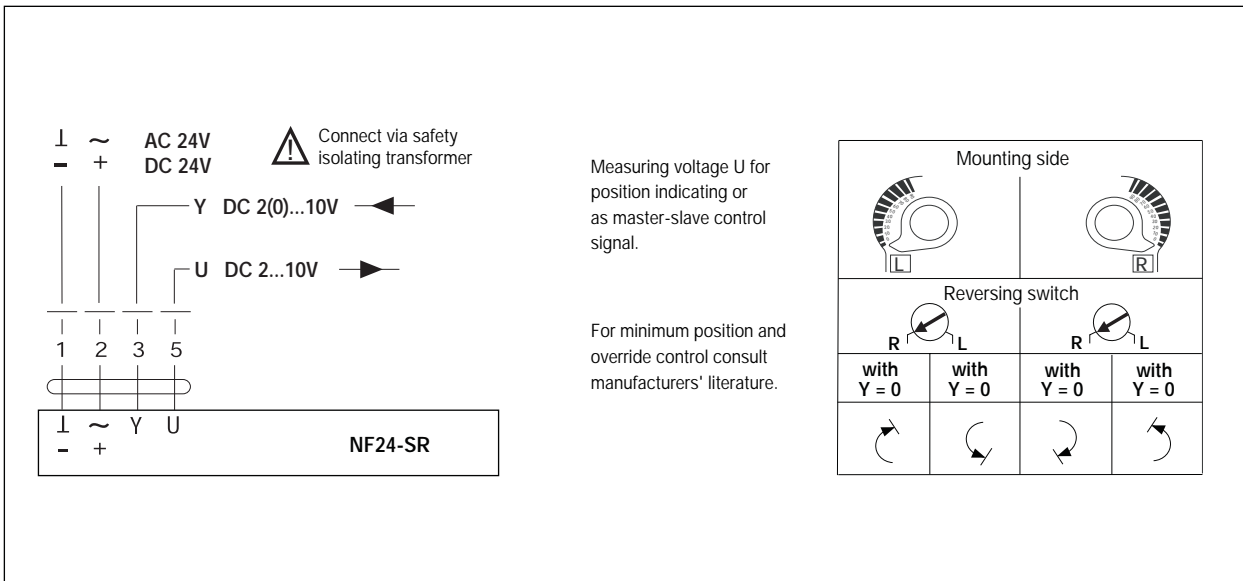 ⊥ ~ AC 24V
- + DC 24V
Connect via safety
isolating transformer
Y DC 2(0)...10V
U DC 2...10V
1 2 3 5
⊥ ~ Y U
- +
NF24-SR
Measuring voltage U for
position indicating or
as master-slave control
signal.
For minimum position and
override control consult
manufacturers' literature.
Mounting side
L R
Reversing switch
R L R L
with with with with
Y = 0 Y = 0 Y = 0 Y = 0